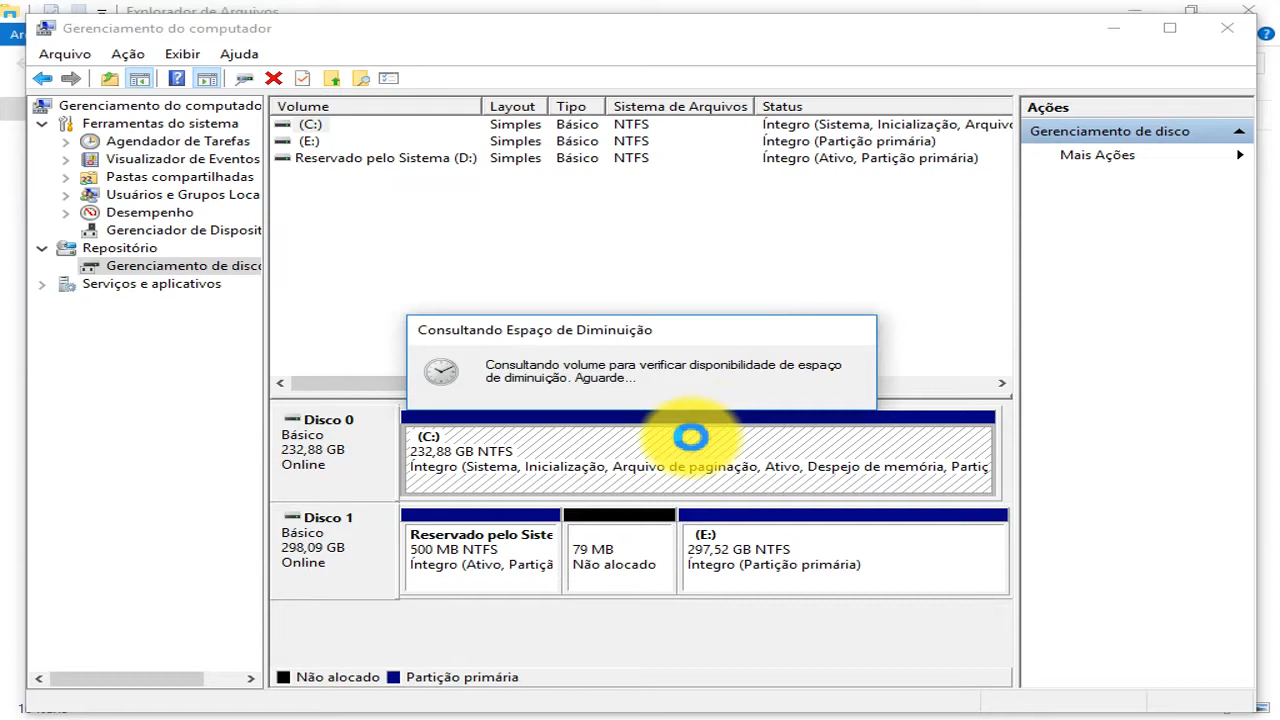 Explorador de Arquivos
Gerenciamento do computador
Arquivo Ação Exibir Ajuda
Gerenciamento do computado
Ferramentas do sistema
Agendador de Tarefas
Visualizador de Eventos
Pastas compartilhadas
Usuários e Grupos Loca
Desempenho
Gerenciador de Disposit
Repositório
Gerenciamento de disco
Serviços e aplicativos
Volume Layout Tipo Sistema de Arquivos Status
(C:) Simples Básico NTFS Íntegro (Sistema, Inicialização, Arquivo
(E:) Simples Básico NTFS Íntegro (Partição primária)
Reservado pelo Sistema (D:) Simples Básico NTFS Íntegro (Ativo, Partição primária)
Ações
Gerenciamento de disco
Mais Ações
Consultando Espaço de Diminuição
Consultando volume para verificar disponibilidade de espaço
de diminuição. Aguarde...
Disco 0
Básico
232,88 GB
Online
(C:)
232,88 GB NTFS
Íntegro (Sistema, Inicialização, Arquivo de paginação, Ativo, Despejo de memória, Partiç
Disco 1
Básico
298,09 GB
Online
Reservado pelo Siste
500 MB NTFS
Íntegro (Ativo, Partiçã
79 MB
Não alocado
(E:)
297,52 GB NTFS
Íntegro (Partição primária)
Não alocado Partição primária